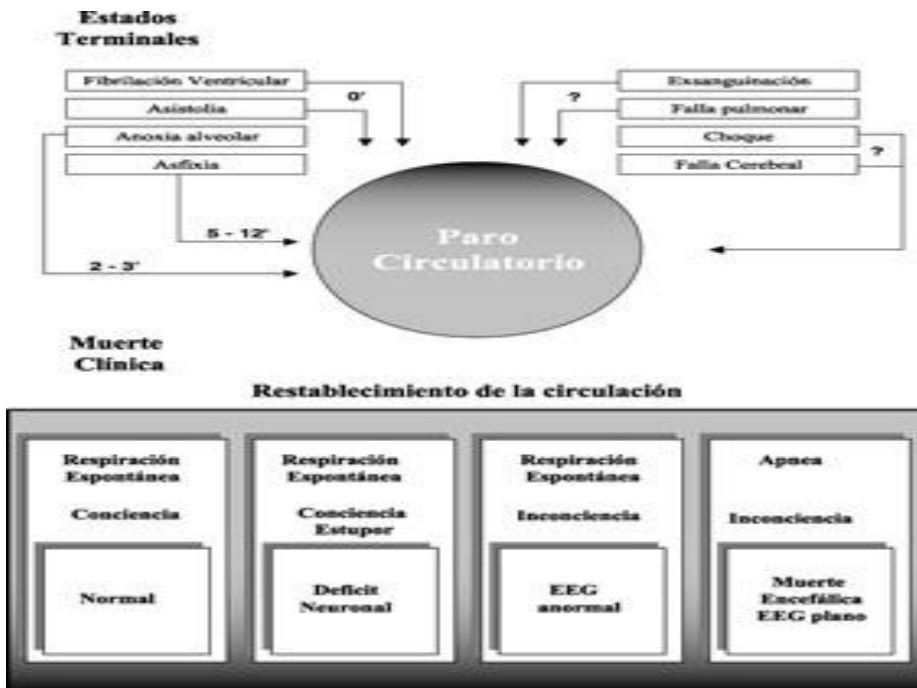 Estados
Terminales
Fibrilación Ventricular
Asistolia
Anoxia alveolar
Asfixia
0'
5 - 12'
2 - 3'
Exsanguinación
Falla pulmonar
Choque
Falla Cerebral
?
?
Paro
Circulatorio
Muerte
Clínica
Restablecimiento de la circulación
Respiración
Espontánea
Conciencia
Normal
Respiración
Espontánea
Conciencia
Estupor
Deficit
Neuronal
Respiración
Espontánea
Inconciencia
EEG
anormal
Apnea
Inconciencia
Muerte
Encefálica
EEG plano